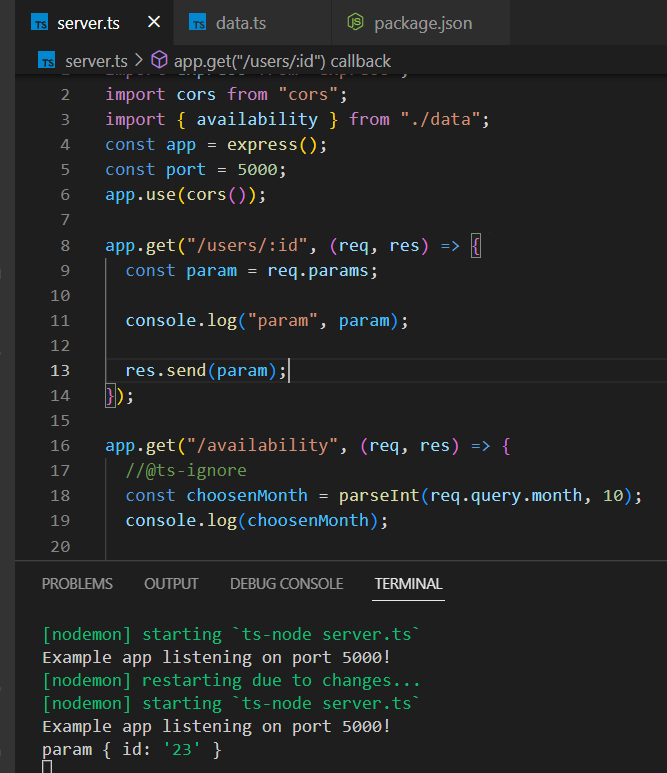 TS server.ts × TS data.ts JS package.json
TS server.ts > app.get("/users/:id") callback
2 import cors from "cors";
3 import { availability } from "./data";
4 const app = express();
5 const port = 5000;
6 app.use(cors());
7
8 app.get("/users/:id", (req, res) => {
9 const param = req.params;
10
11 console.log("param", param);
12
13 res.send(param);
14 });
15
16 app.get("/availability", (req, res) => {
17 //@ts-ignore
18 const choosenMonth = parseInt(req.query.month, 10);
19 console.log(choosenMonth);
20
PROBLEMS OUTPUT DEBUG CONSOLE TERMINAL
[nodemon] starting `ts-node server.ts`
Example app listening on port 5000!
[nodemon] restarting due to changes...
[nodemon] starting `ts-node server.ts`
Example app listening on port 5000!
param { id: '23' }